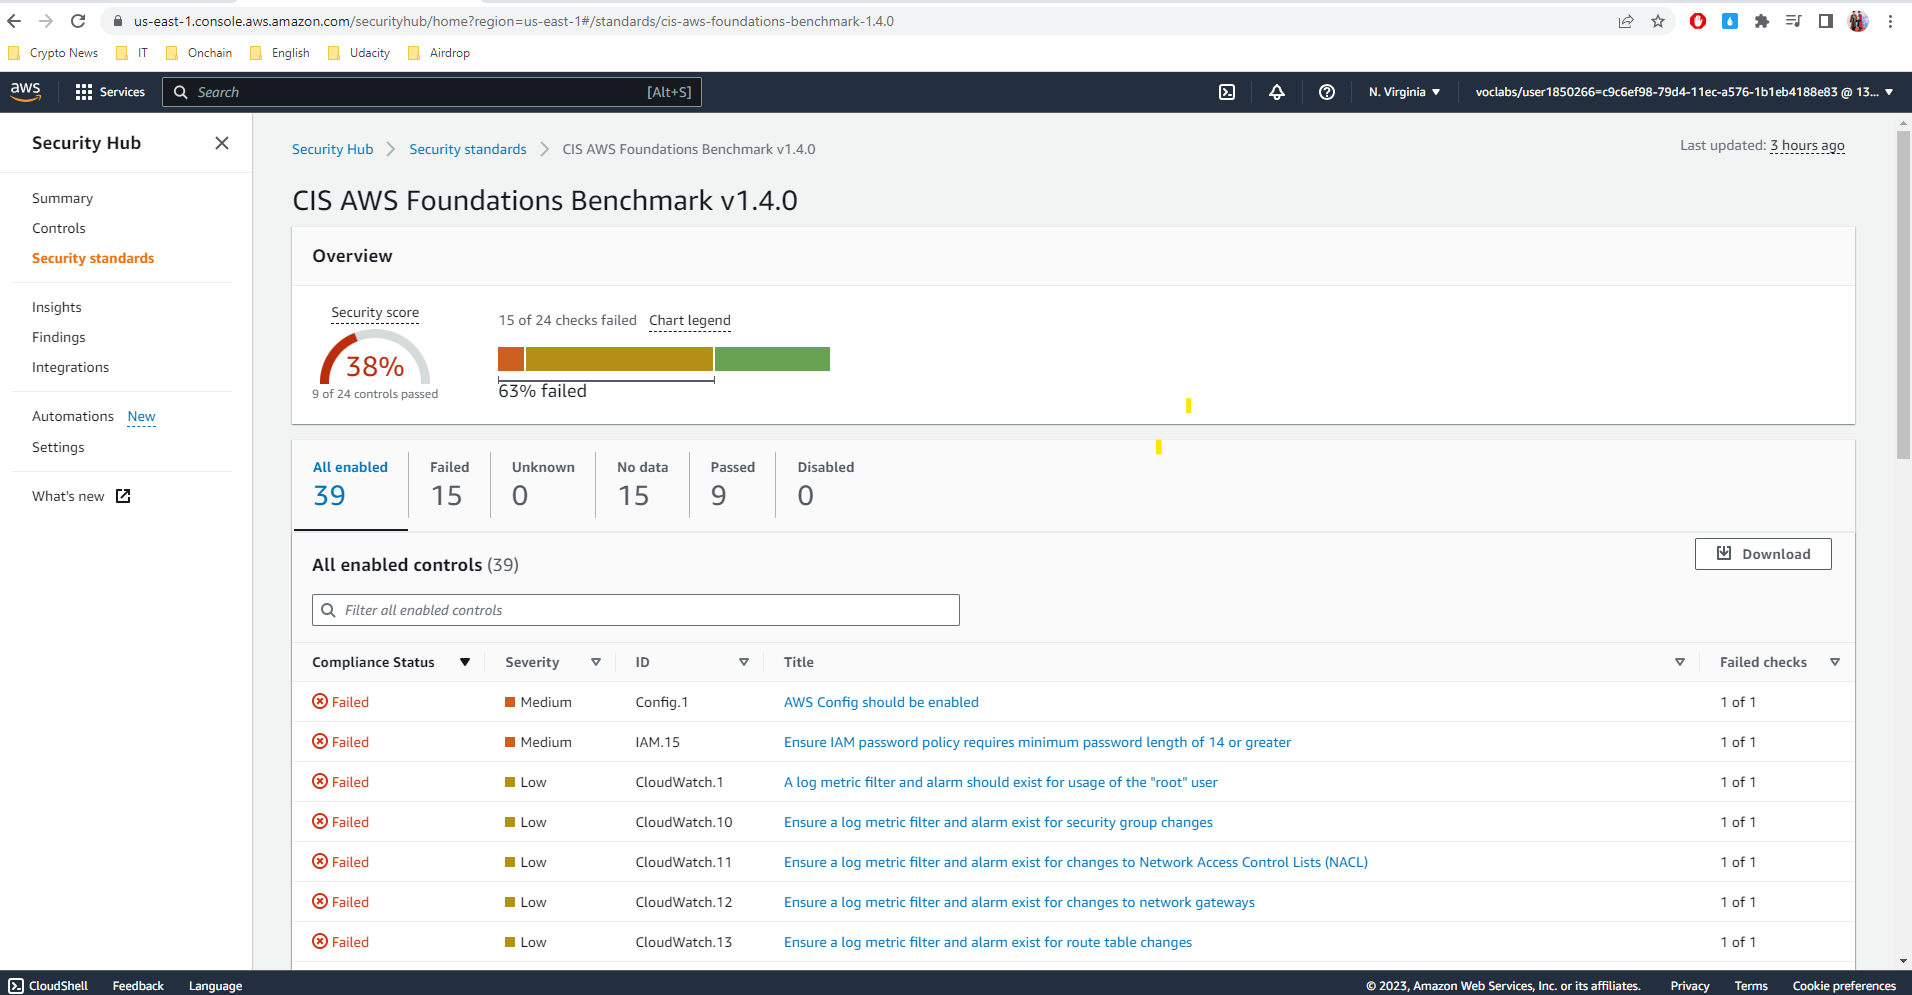 us-east-1.console.aws.amazon.com/securityhub/home?region=us-east-1#/standards/cis-aws-foundations-benchmark-1.4.0
Crypto News IT Onchain English Udacity Airdrop
aws Services Search [Alt+S] N. Virginia voclabs/user1850266=c9c6ef98-79d4-11ec-a576-1b1eb4188e83 @ 13...
Security Hub
Summary
Controls
Security standards
Insights
Findings
Integrations
Automations New
Settings
What's new
Security Hub Security standards CIS AWS Foundations Benchmark v1.4.0
Last updated: 3 hours ago
CIS AWS Foundations Benchmark v1.4.0
Overview
Security score
38%
9 of 24 controls passed
15 of 24 checks failed Chart legend
63% failed
All enabled Failed Unknown No data Passed Disabled
39 15 0 15 9 0
All enabled controls (39)
Download
Filter all enabled controls
Compliance Status Severity ID Title Failed checks
Failed Medium Config.1 AWS Config should be enabled 1 of 1
Failed Medium IAM.15 Ensure IAM password policy requires minimum password length of 14 or greater 1 of 1
Failed Low CloudWatch.1 A log metric filter and alarm should exist for usage of the "root" user 1 of 1
Failed Low CloudWatch.10 Ensure a log metric filter and alarm exist for security group changes 1 of 1
Failed Low CloudWatch.11 Ensure a log metric filter and alarm exist for changes to Network Access Control Lists (NACL) 1 of 1
Failed Low CloudWatch.12 Ensure a log metric filter and alarm exist for changes to network gateways 1 of 1
Failed Low CloudWatch.13 Ensure a log metric filter and alarm exist for route table changes 1 of 1
CloudShell Feedback Language © 2023, Amazon Web Services, Inc. or its affiliates. Privacy Terms Cookie preferences